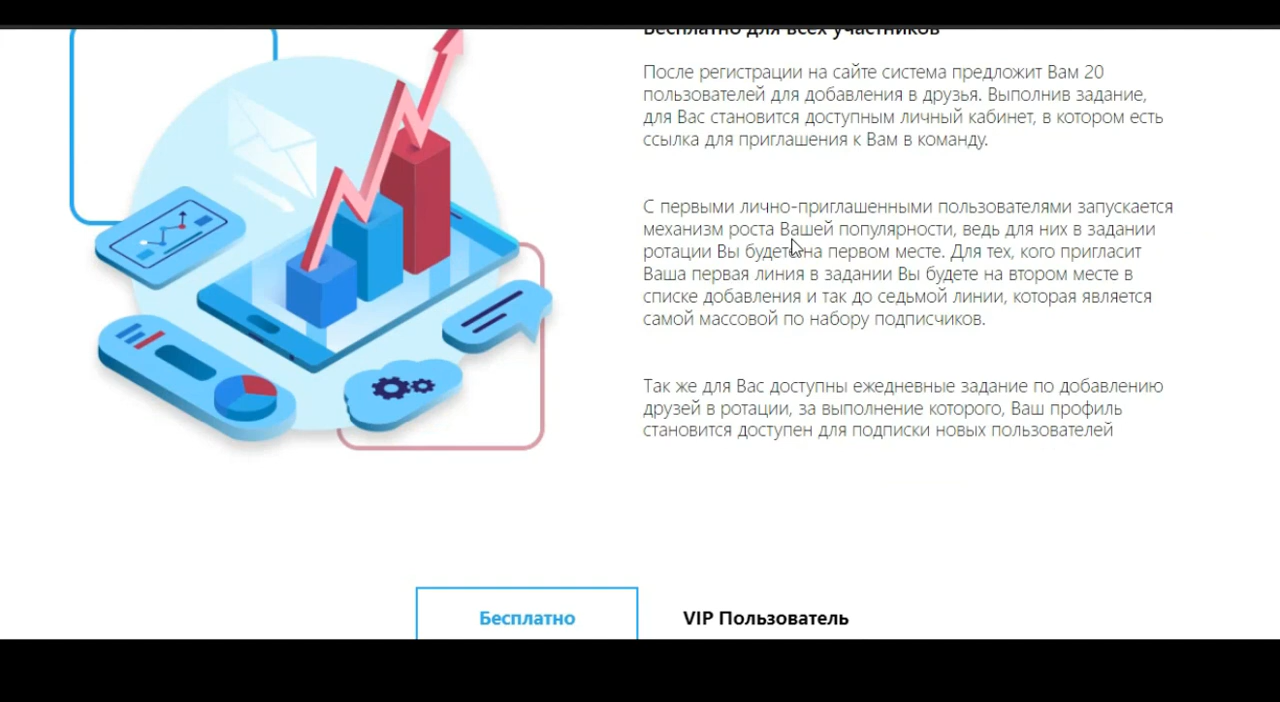 Бесплатно для всех участников
После регистрации на сайте система предложит Вам 20
пользователей для добавления в друзья. Выполнив задание,
для Вас становится доступным личный кабинет, в котором есть
ссылка для приглашения к Вам в команду.
С первыми лично-приглашенными пользователями запускается
механизм роста Вашей популярности, ведь для них в задании
ротации Вы будете на первом месте. Для тех, кого пригласит
Ваша первая линия в задании Вы будете на втором месте в
списке добавления и так до седьмой линии, которая является
самой массовой по набору подписчиков.
Так же для Вас доступны ежедневные задание по добавлению
друзей в ротации, за выполнение которого, Ваш профиль
становится доступен для подписки новых пользователей
Бесплатно
VIP Пользователь